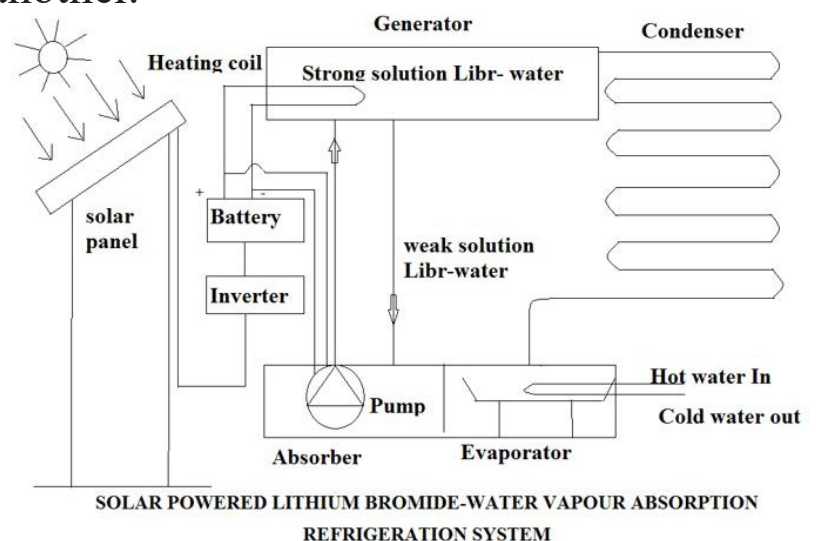 Generator
Condenser
Heating coil
Strong solution Libr- water
+
-
solar
panel
Battery
weak solution
Libr-water
Inverter
Hot water In
Pump
Cold water out
Absorber
Evaporator
SOLAR POWERED LITHIUM BROMIDE-WATER VAPOUR ABSORPTION
REFRIGERATION SYSTEM